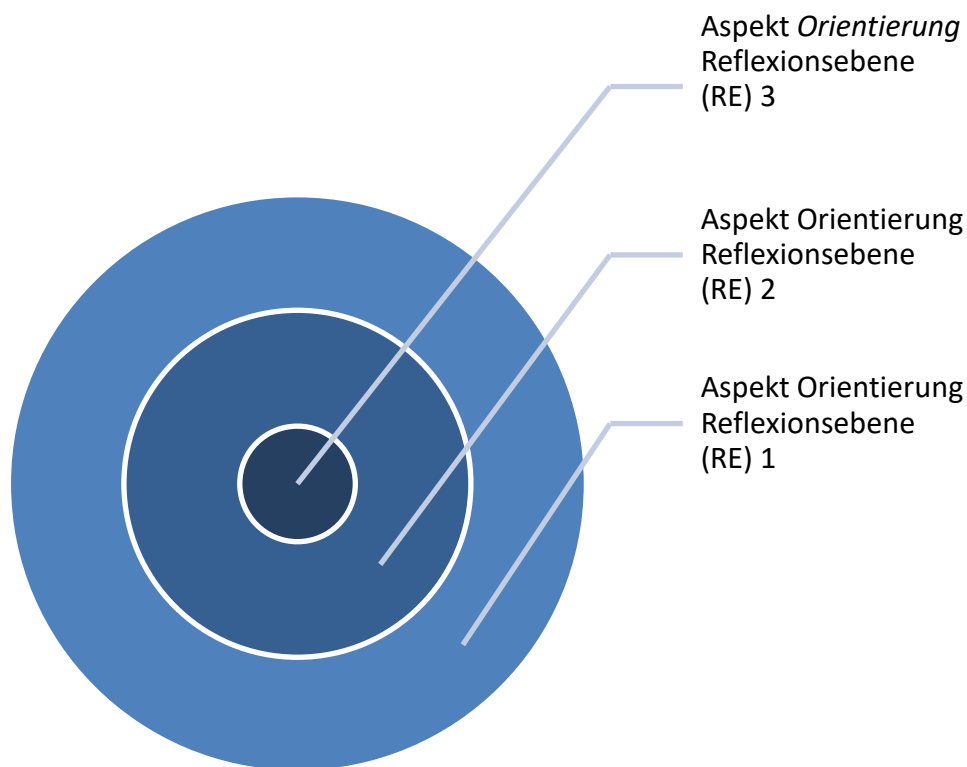 Aspekt Orientierung
Reflexionsebene
(RE) 3
Aspekt Orientierung
Reflexionsebene
(RE) 2
Aspekt Orientierung
Reflexionsebene
(RE) 1